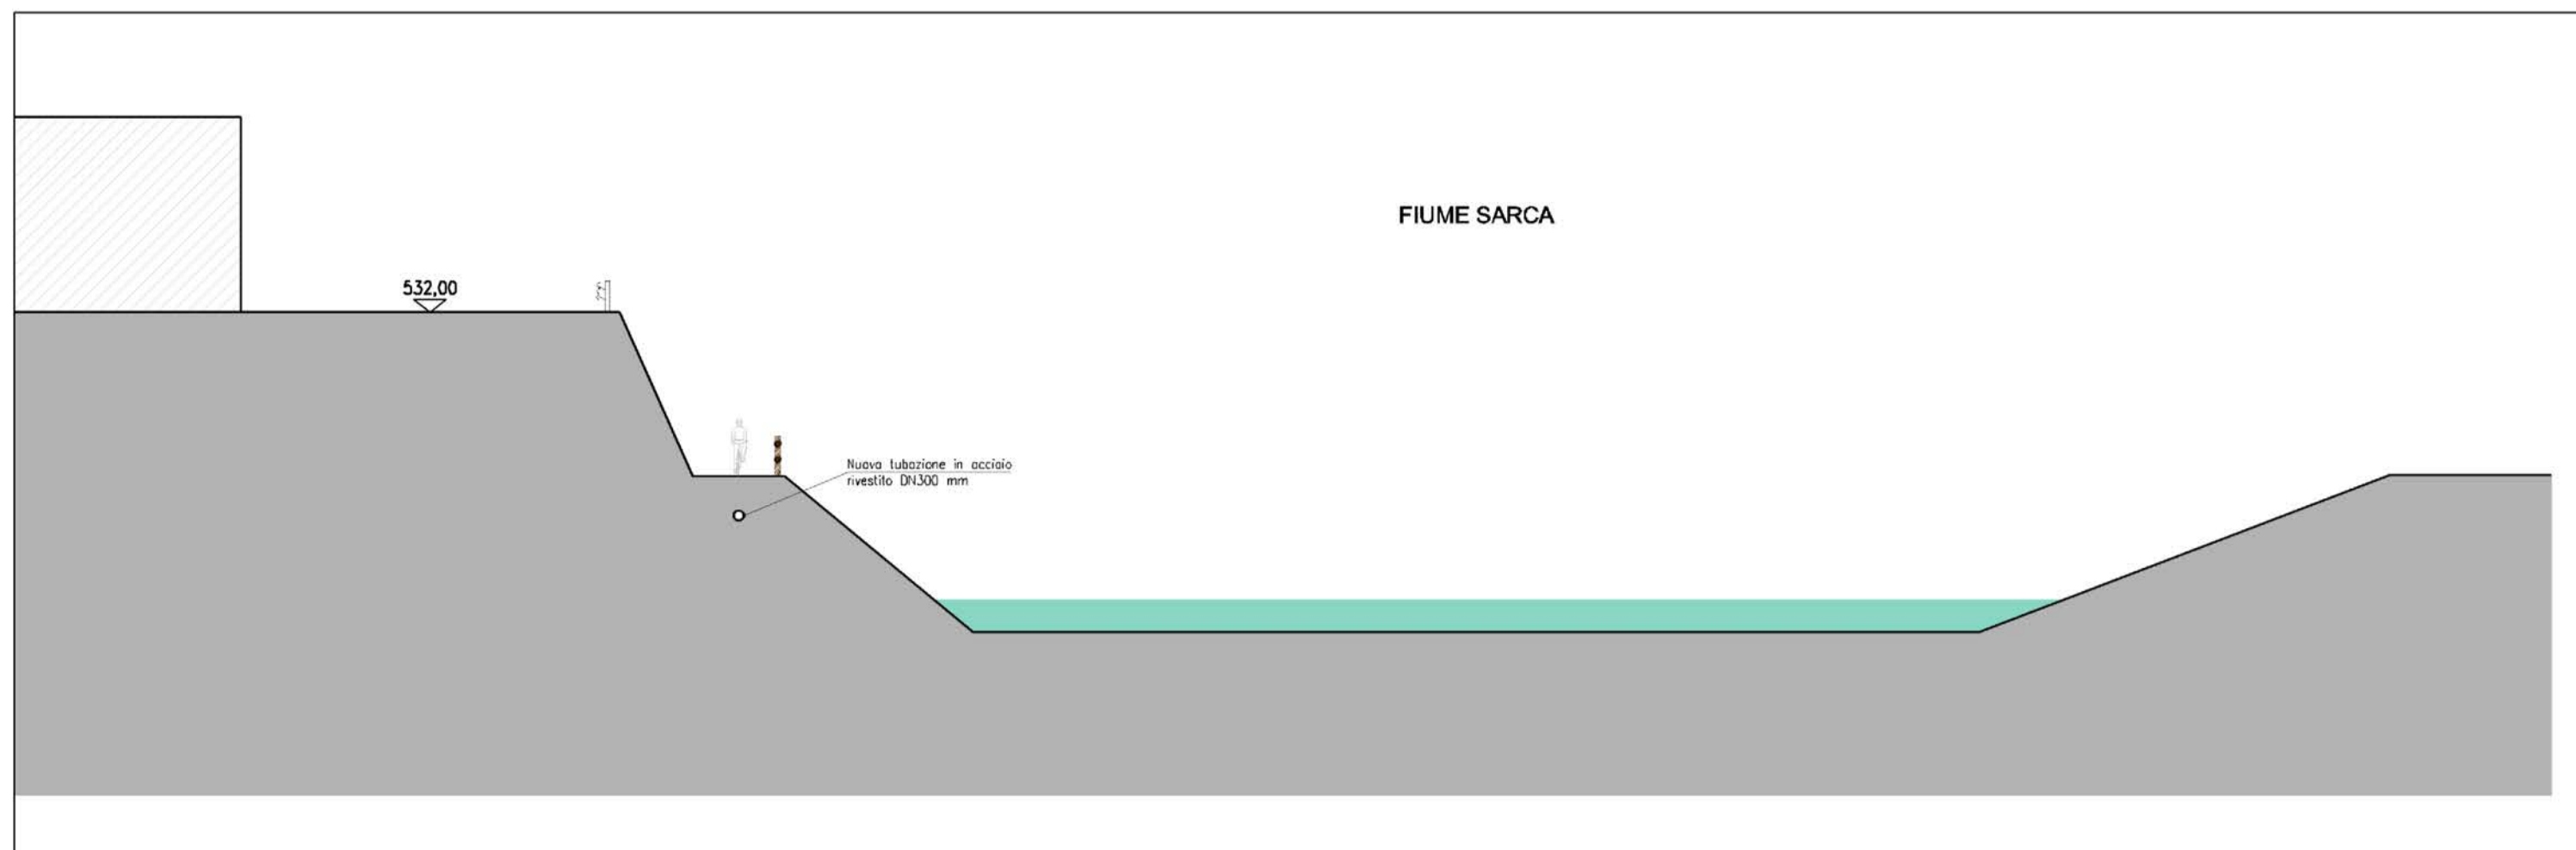 FIUME SARCA
532,00
Nuova tubazione in acciaio
rivestito DN300 mm